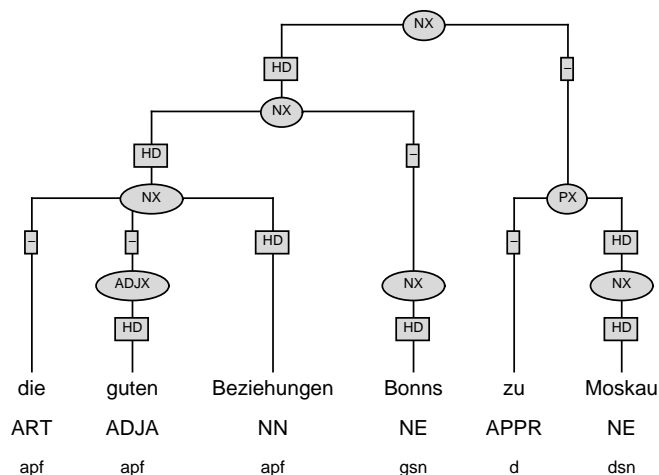 NX
HD –
NX
HD –
NX PX
– – HD – HD
ADJX NX NX
HD HD HD
die guten Beziehungen Bonns zu Moskau
ART ADJA NN NE APPR NE
apf apf apf gsn d dsn